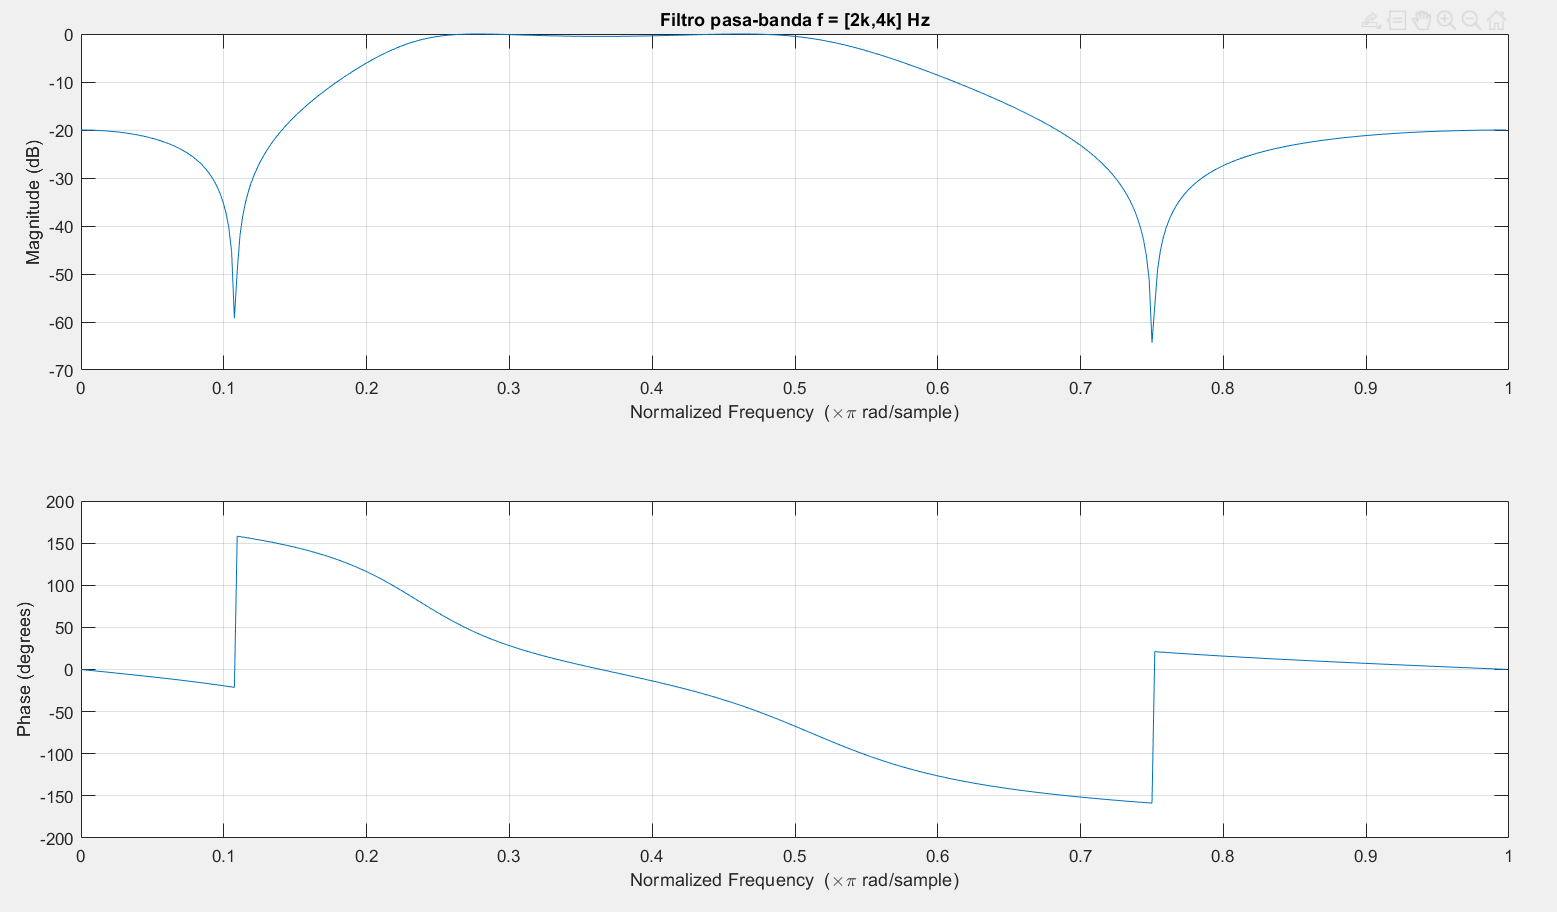 Filtro pasa-banda f = [2k,4k] Hz
0
-10
-20
-30
-40
-50
-60
-70
Magnitude (dB)
0 0.1 0.2 0.3 0.4 0.5 0.6 0.7 0.8 0.9 1
Normalized Frequency (×π rad/sample)
200
150
100
50
0
-50
-100
-150
-200
Phase (degrees)
0 0.1 0.2 0.3 0.4 0.5 0.6 0.7 0.8 0.9 1
Normalized Frequency (×π rad/sample)